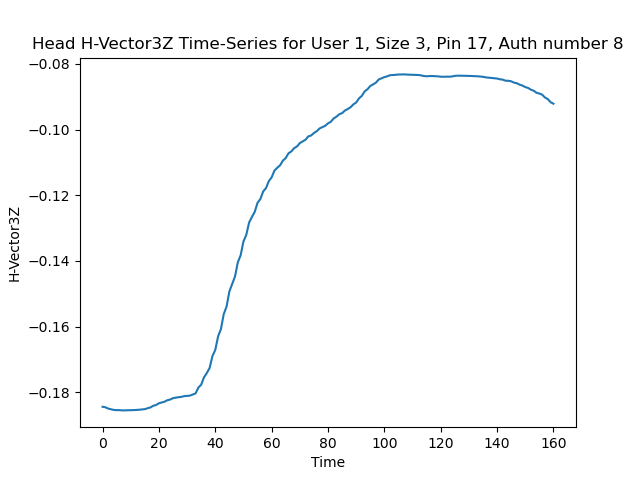 Head H-Vector3Z Time-Series for User 1, Size 3, Pin 17, Auth number 8
−0.08
−0.10
−0.12
−0.14
−0.16
−0.18
H-Vector3Z
0 20 40 60 80 100 120 140 160
Time